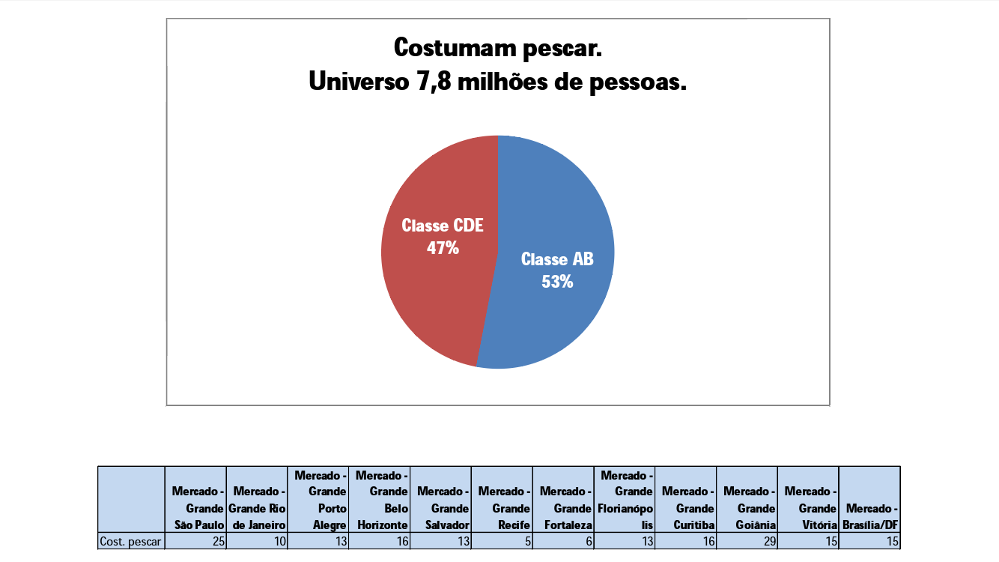 Costumam pescar.
Universo 7,8 milhões de pessoas.
Classe CDE
47%
Classe AB
53%
Mercado - Grande São Paulo
Mercado - Grande Rio de Janeiro
Mercado - Grande Porto Alegre
Mercado - Grande Belo Horizonte
Mercado - Grande Salvador
Mercado - Grande Recife
Mercado - Grande Fortaleza
Mercado - Grande Florianópolis
Mercado - Grande Curitiba
Mercado - Grande Goiânia
Mercado - Grande Vitória
Mercado - Brasília/DF
Cost. pescar 25 10 13 16 13 5 6 13 16 29 15 15